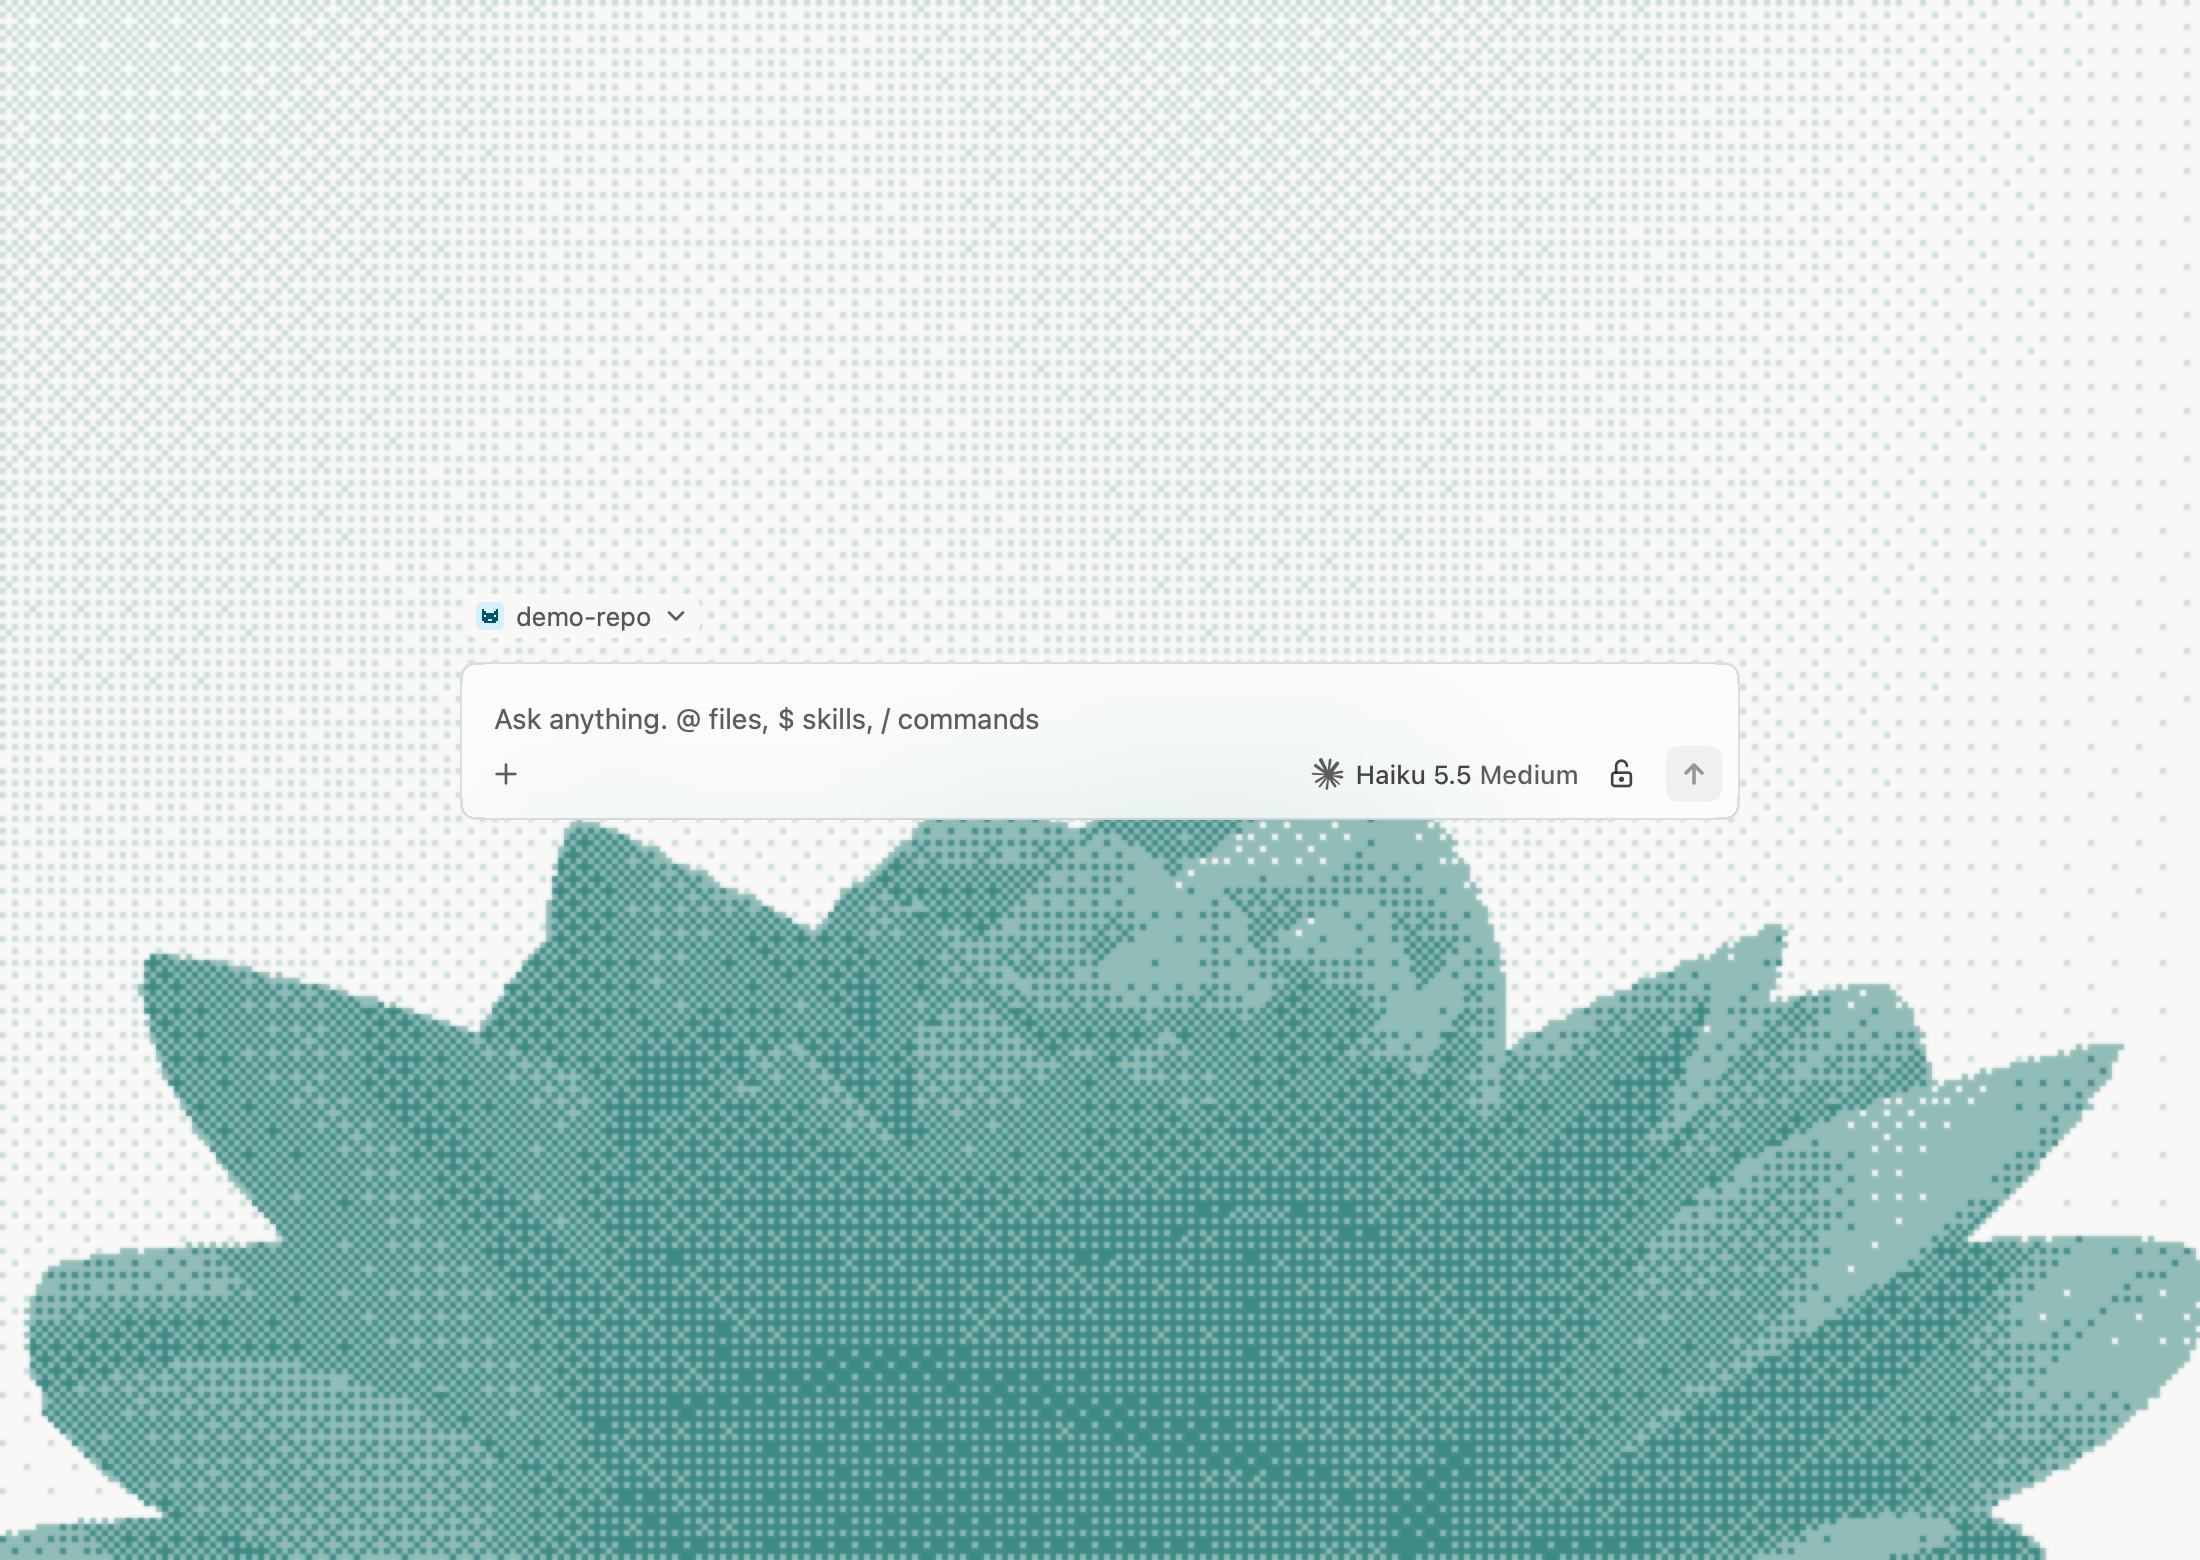 demo-repo
Ask anything. @ files, $ skills, / commands
Haiku 5.5 Medium